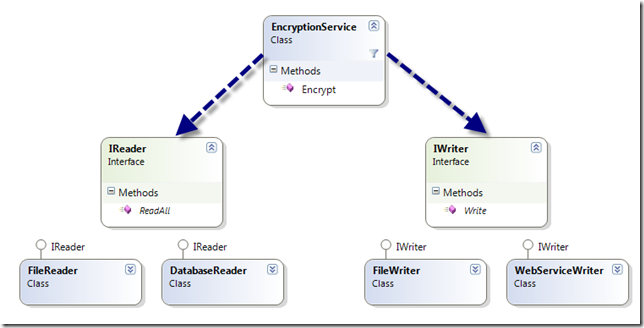 EncryptionService
Class
Methods
Encrypt
IReader
Interface
Methods
ReadAll
IWriter
Interface
Methods
Write
IReader
FileReader
Class
IReader
DatabaseReader
Class
IWriter
FileWriter
Class
IWriter
WebServiceWriter
Class